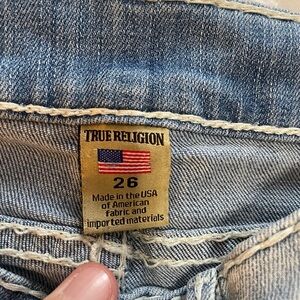 TRUE RELIGION
26
Made in the USA
of American
fabric and
imported materials